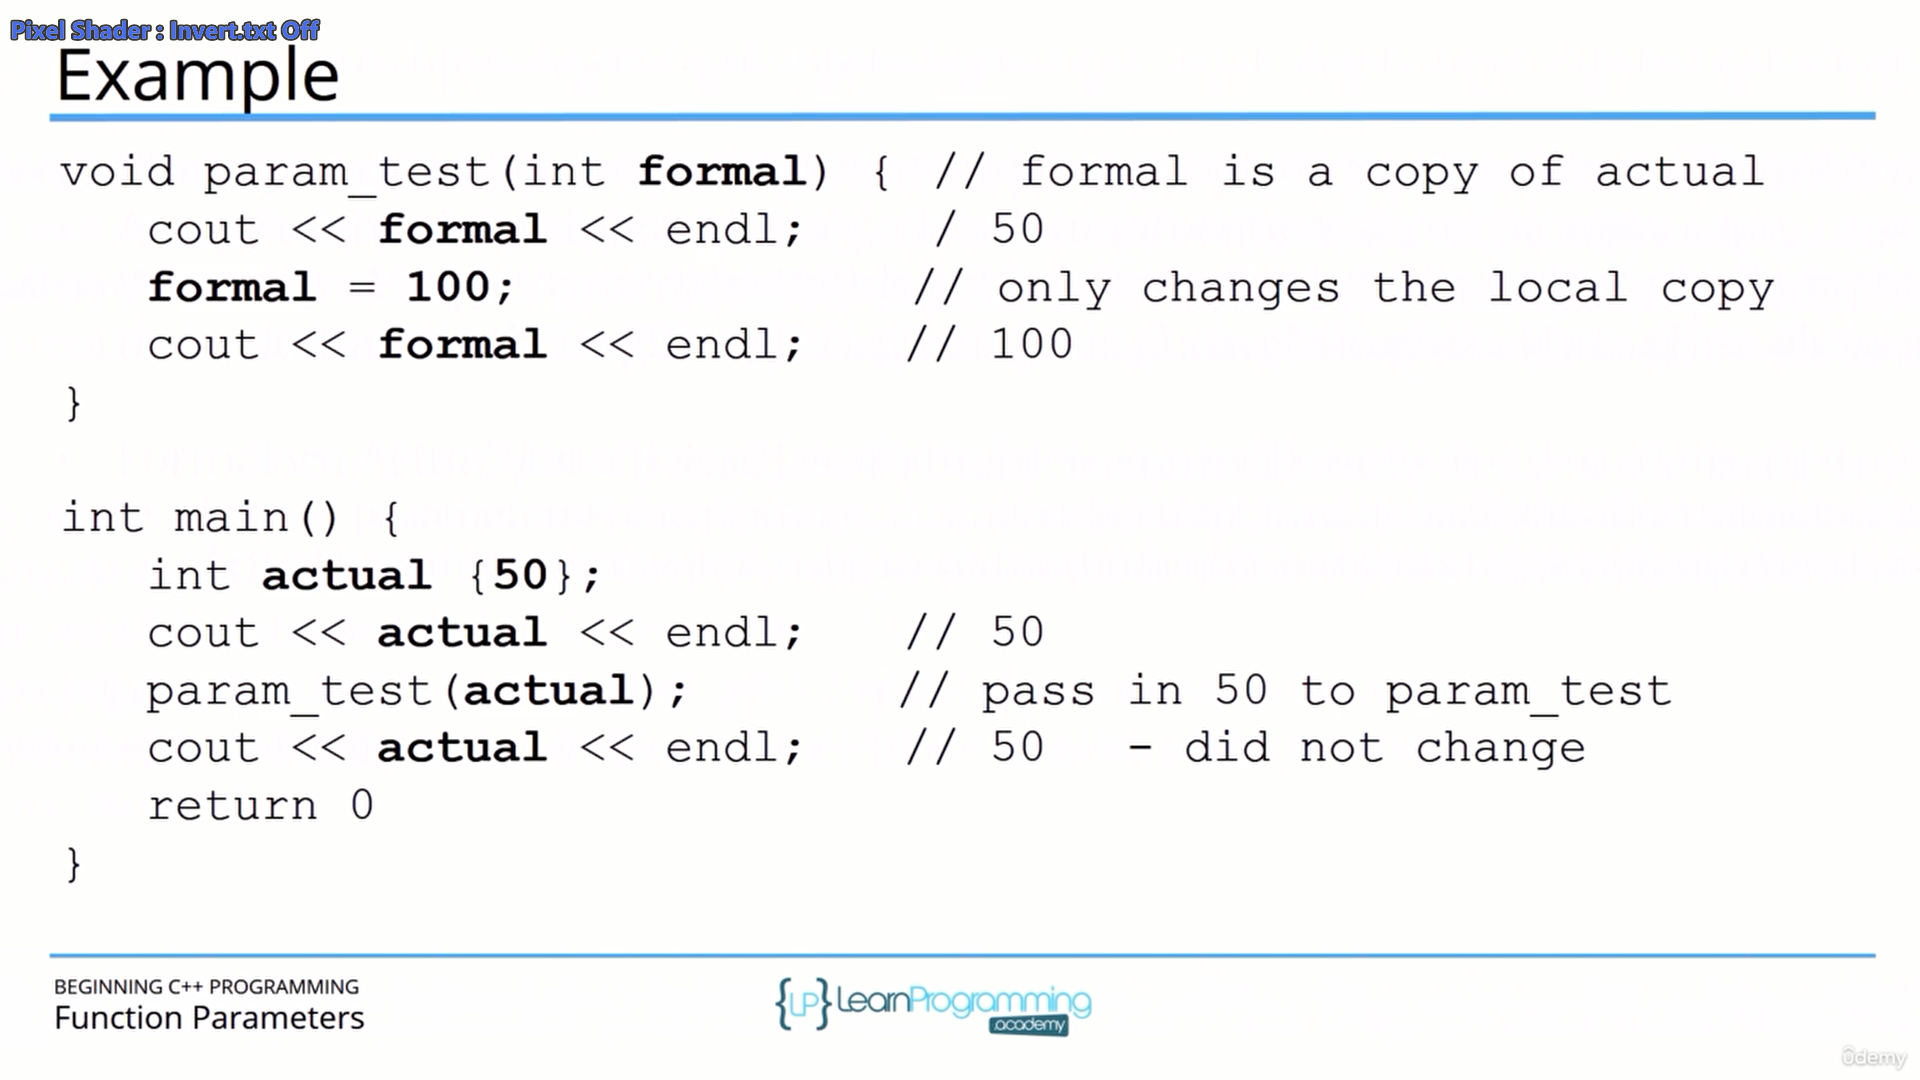 Pixel Shader : Invert.txt Off
Example
void param_test(int formal) { // formal is a copy of actual
cout << formal << endl; / 50
formal = 100; // only changes the local copy
cout << formal << endl; // 100
}
int main() {
int actual {50};
cout << actual << endl; // 50
param_test(actual); // pass in 50 to param_test
cout << actual << endl; // 50 - did not change
return 0
}
BEGINNING C++ PROGRAMMING
Function Parameters
{LP} LearnProgramming
.academy
ûdemy